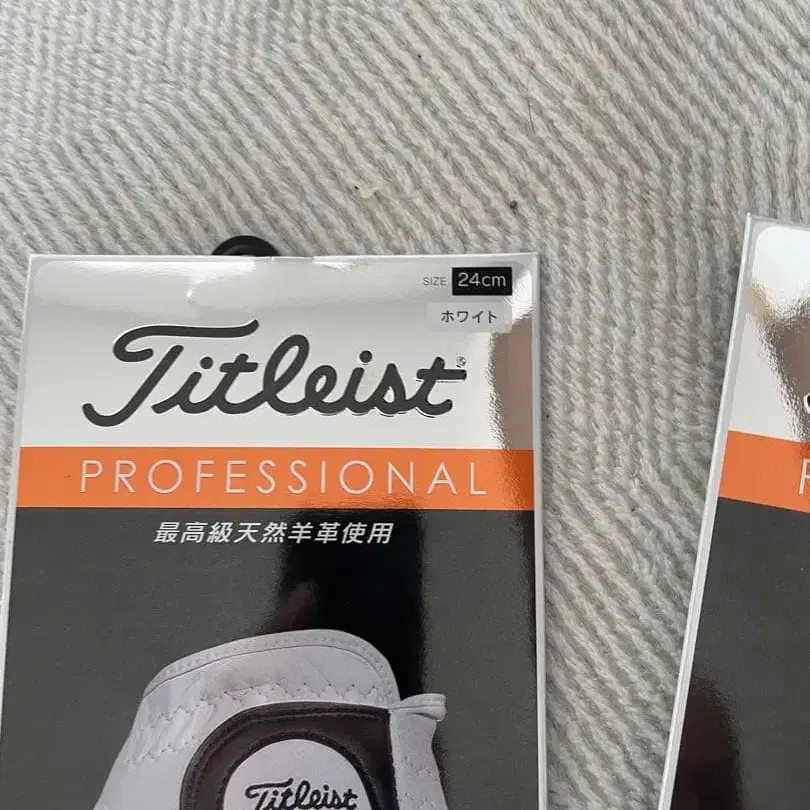 SIZE 24cm
ホワイト
Titleist®
PROFESSIONAL
最高級天然羊革使用
Titleist